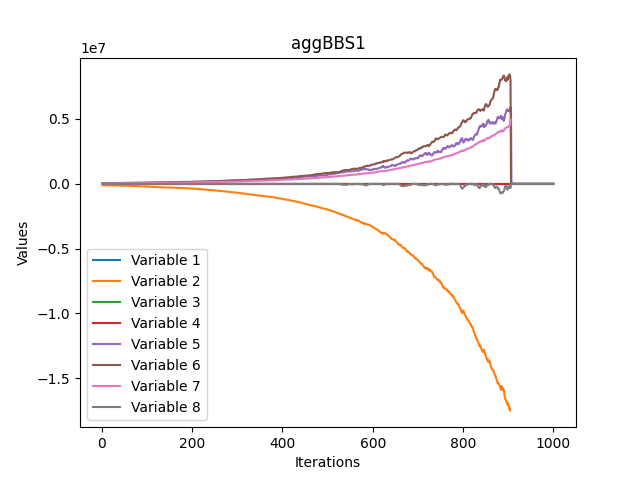 aggBBS1
1e7
0.5
0.0
−0.5
−1.0
−1.5
Values
0
200
400
600
800
1000
Iterations
Variable 1
Variable 2
Variable 3
Variable 4
Variable 5
Variable 6
Variable 7
Variable 8